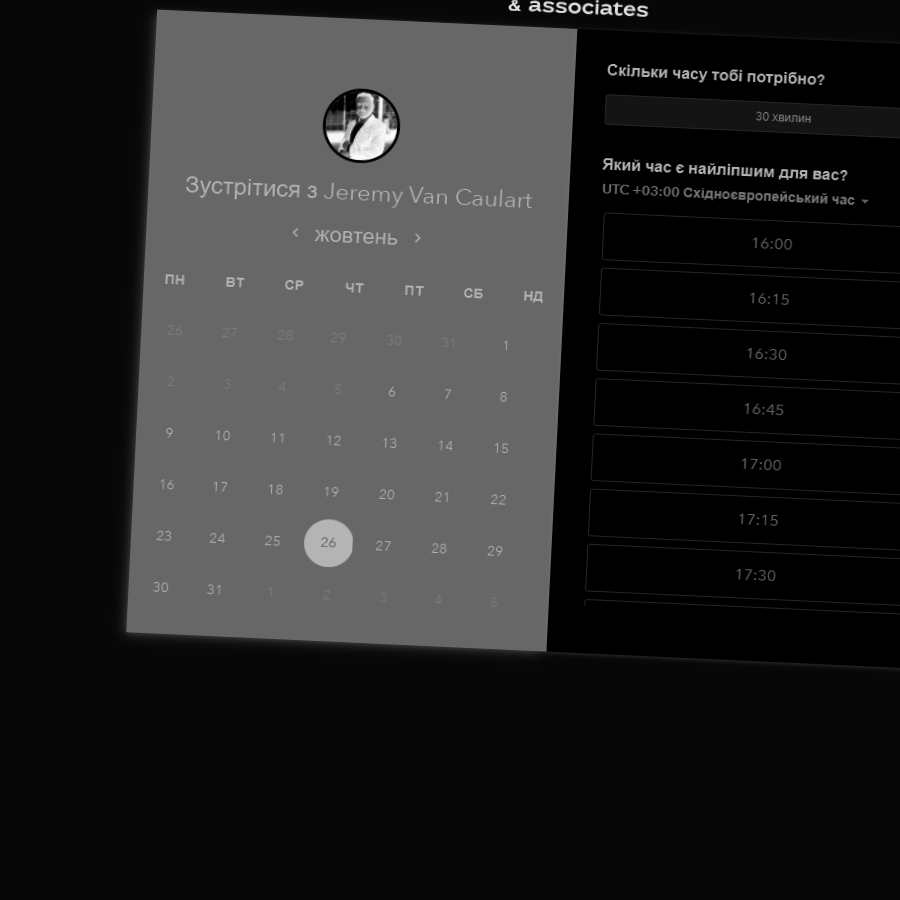 & associates
Зустрітися з Jeremy Van Caulart
жовтень
ПН ВТ СР ЧТ ПТ СБ НД
26 27 28 29 30 31 1
2 3 4 5 6 7 8
9 10 11 12 13 14 15
16 17 18 19 20 21 22
23 24 25 26 27 28 29
30 31 1 2 3 4 5
Скільки часу тобі потрібно?
30 хвилин
Який час є найліпшим для вас?
UTC +03:00 Східноєвропейський час
16:00
16:15
16:30
16:45
17:00
17:15
17:30